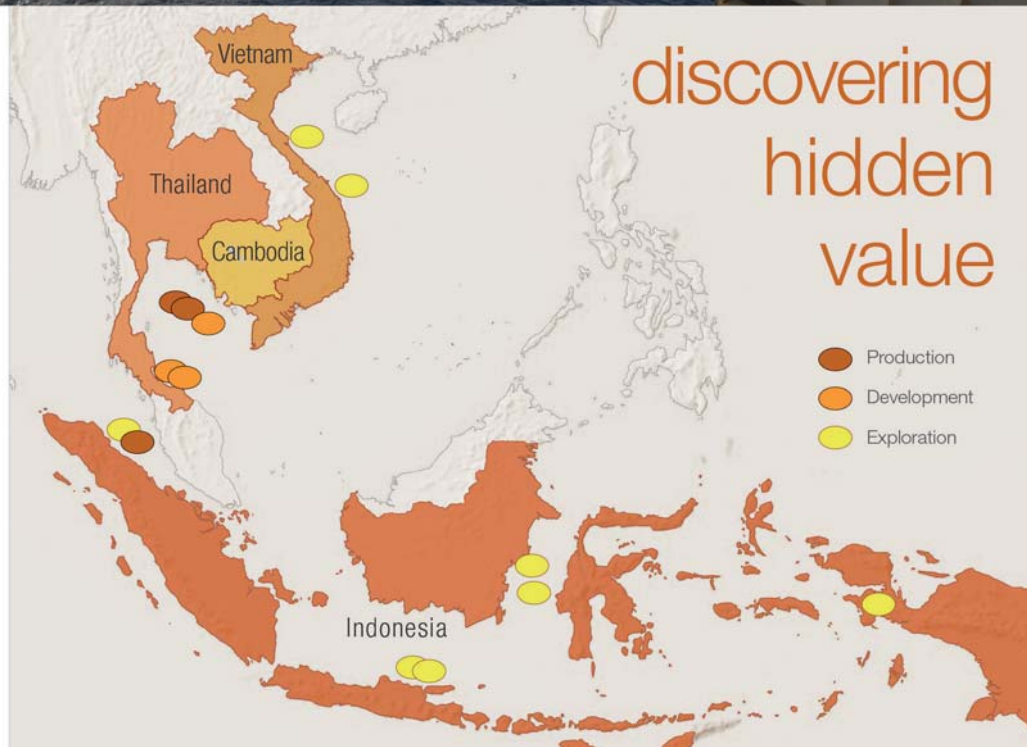 discovering
hidden
value
Vietnam
Thailand
Cambodia
Production
Development
Exploration
Indonesia